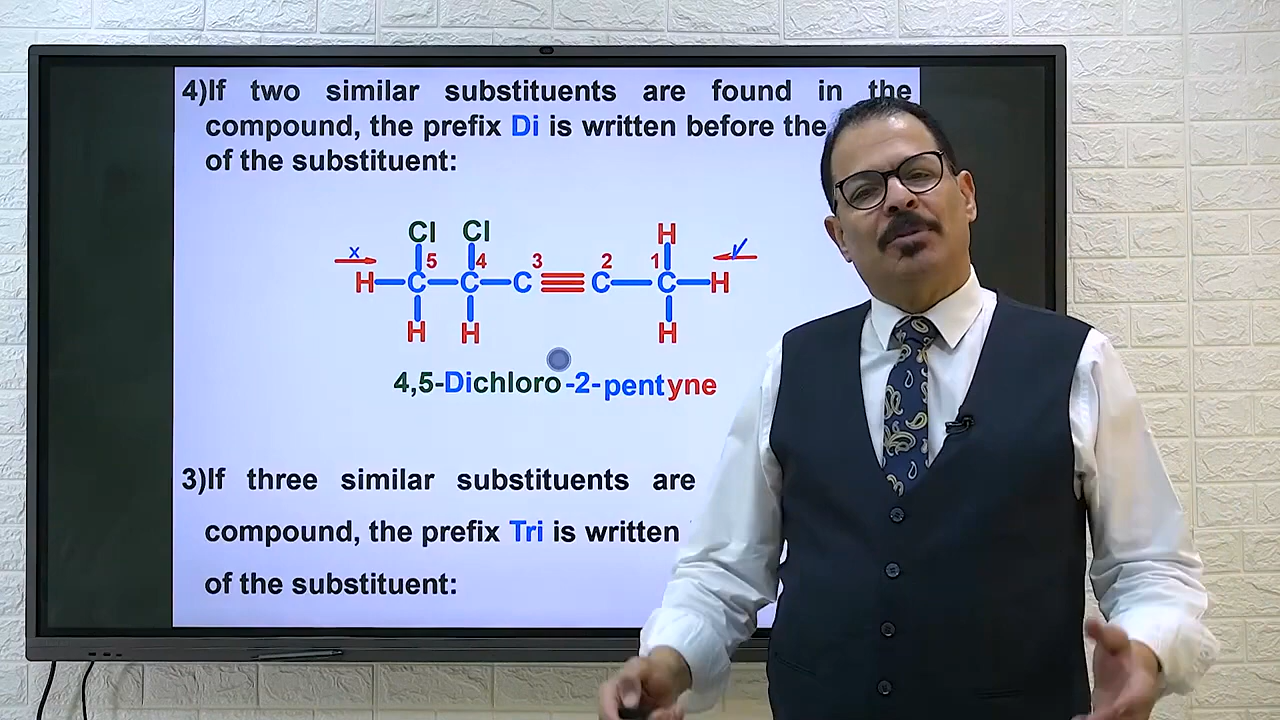 4)If two similar substituents are found in the
compound, the prefix Di is written before the
of the substituent:
Cl Cl H
x
5 4 3 2 1
H C C C C C H
H H H
4,5-Dichloro-2-pentyne
3)If three similar substituents are
compound, the prefix Tri is written
of the substituent: